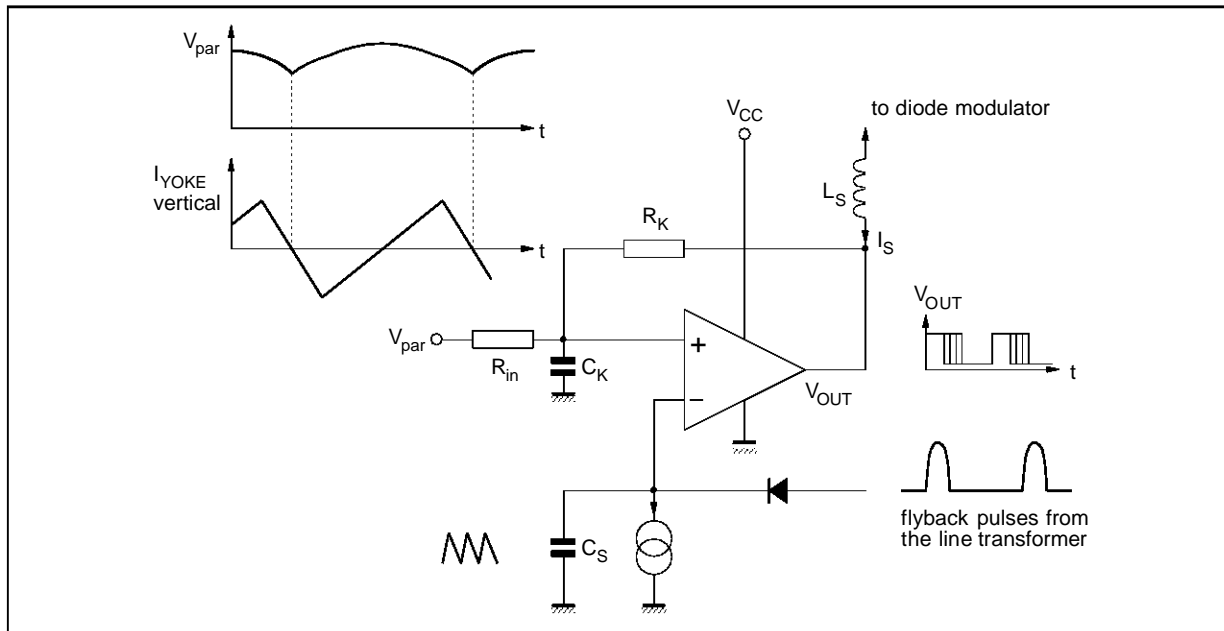 V_par
t
I_YOKE
vertical
t
V_CC
to diode modulator
L_S
R_K
I_S
V_OUT
t
V_par
R_in
C_K
+
−
V_OUT
C_S
flyback pulses from
the line transformer